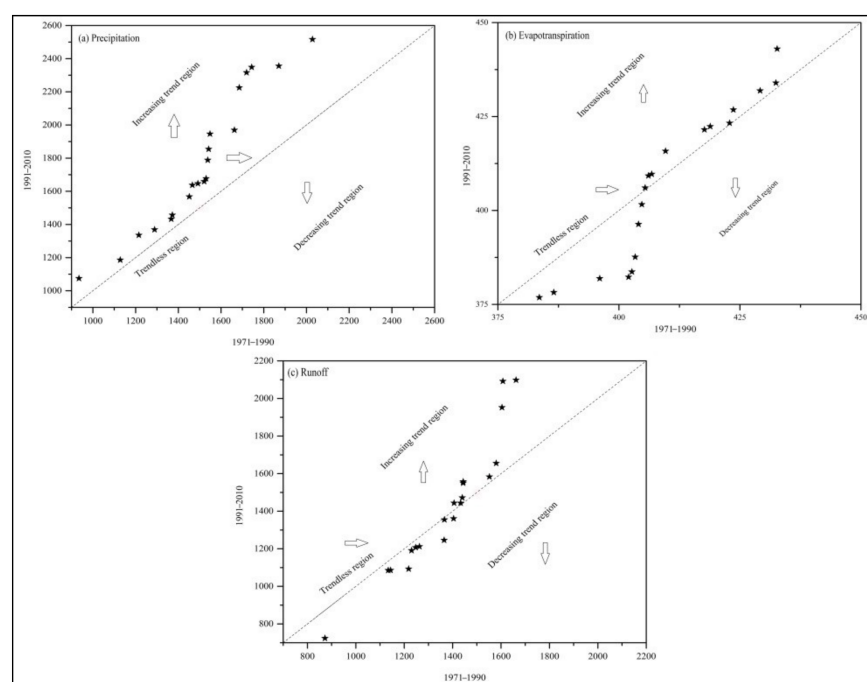 (a) Precipitation
Increasing trend region
Decreasing trend region
Trendless region
2600
2400
2200
2000
1800
1600
1400
1200
1000
1991–2010
1000 1200 1400 1600 1800 2000 2200 2400 2600
1971–1990
(b) Evapotranspiration
Increasing trend region
Decreasing trend region
Trendless region
450
425
400
375
1991–2010
375 400 425 450
1971–1990
(c) Runoff
Increasing trend region
Decreasing trend region
Trendless region
2200
2000
1800
1600
1400
1200
1000
800
1991–2010
800 1000 1200 1400 1600 1800 2000 2200
1971–1990